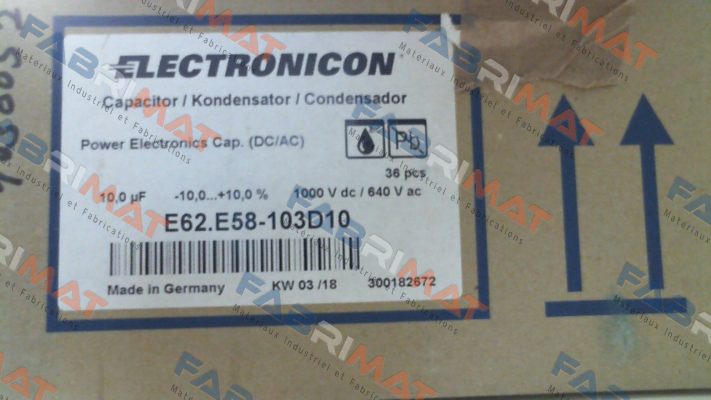 ELECTRONICON
Capacitor / Kondensator / Condensador
Power Electronics Cap. (DC/AC)
Pb
36 pcs
10,0 µF -10,0...+10,0 % 1000 V dc / 640 V ac
E62.E58-103D10
Made in Germany KW 03 /18 300182672
FABRIMAT
Materiaux Industriel et Fabrications